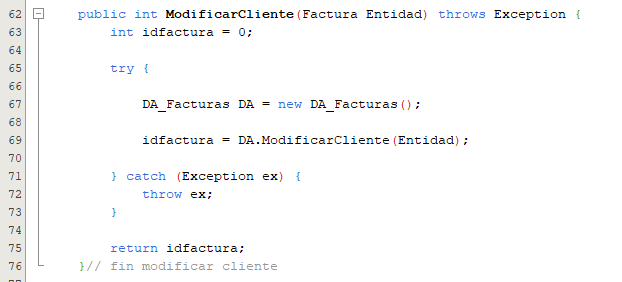 62 public int ModificarCliente(Factura Entidad) throws Exception {
63 int idfactura = 0;
64
65 try {
66
67 DA_Facturas DA = new DA_Facturas();
68
69 idfactura = DA.ModificarCliente(Entidad);
70
71 } catch (Exception ex) {
72 throw ex;
73 }
74
75 return idfactura;
76 }// fin modificar cliente